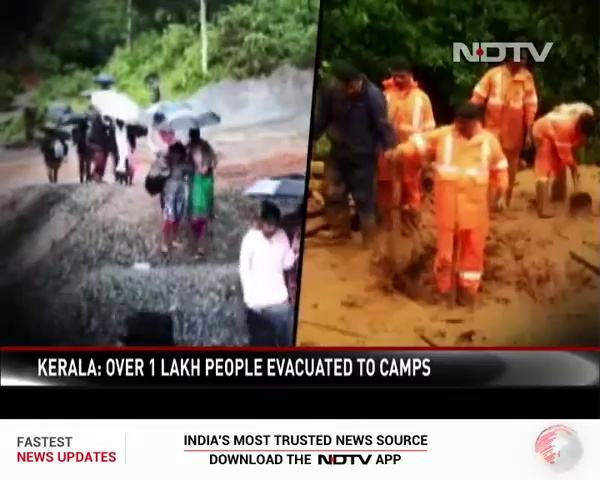 NDTV
KERALA: OVER 1 LAKH PEOPLE EVACUATED TO CAMPS
FASTEST
NEWS UPDATES
INDIA'S MOST TRUSTED NEWS SOURCE
DOWNLOAD THE NDTV APP